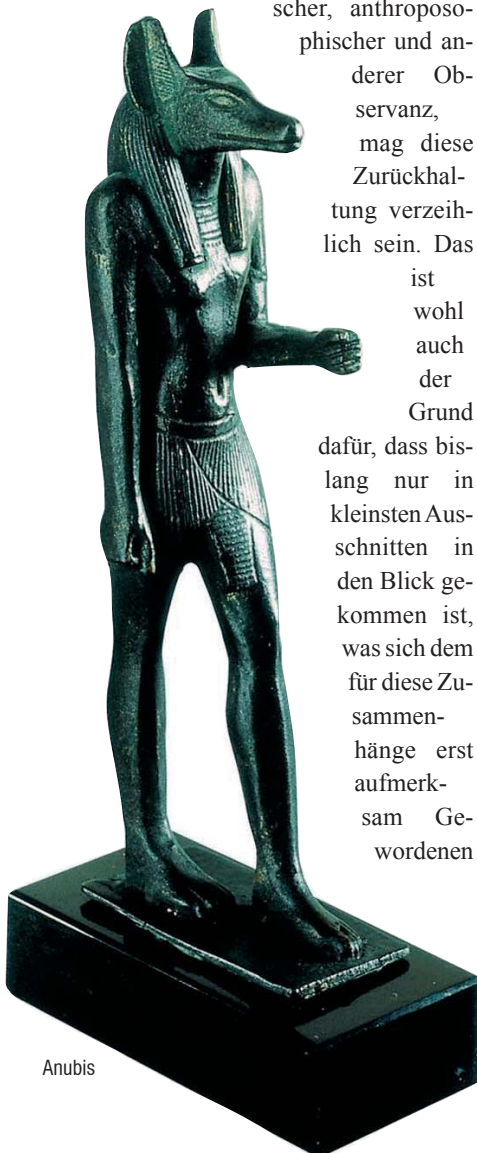 scher, anthroposo-
phischer und an-
derer Ob-
servanz,
mag diese
Zurückhal-
tung verzeih-
lich sein. Das
ist
wohl
auch
der
Grund
dafür, dass bis-
lang nur in
kleinsten Aus-
schnitten in
den Blick ge-
kommen ist,
was sich dem
für diese Zu-
sammen-
hänge erst
aufmerk-
sam Ge-
wordenen
Anubis